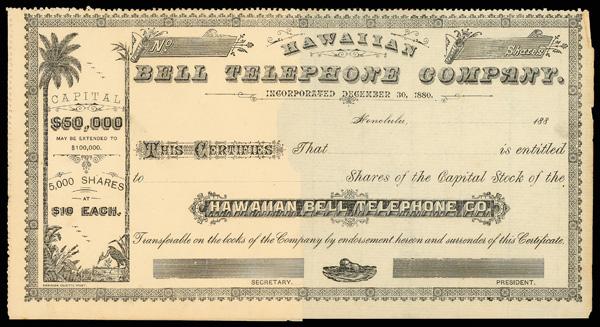 No
Shares
HAWAIIAN
BELL TELEPHONE COMPANY.
INCORPORATED DECEMBER 30, 1880.
CAPITAL
$50,000
MAY BE EXTENDED TO
$100,000.
5,000 SHARES
AT
$10 EACH.
Honolulu, 188
THIS CERTIFIES That is entitled
to Shares of the Capital Stock of the
HAWAIIAN BELL TELEPHONE CO.
Transferable on the books of the Company by endorsement hereon and surrender of this Certificate.
SECRETARY.
PRESIDENT.
HAWAIIAN GAZETTE PRINT.